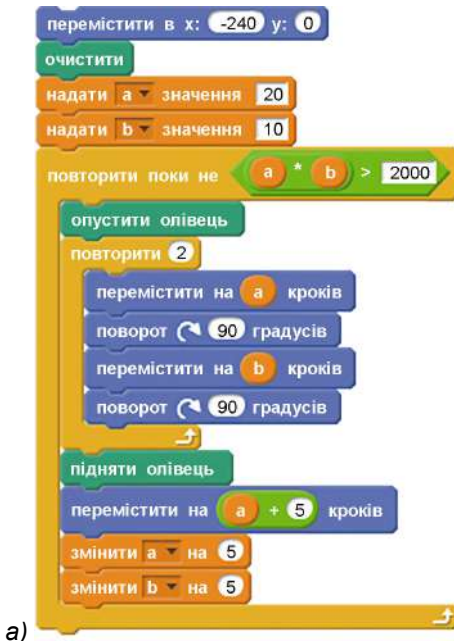 перемістити в x: -240 y: 0
очистити
надати a значення 20
надати b значення 10
повторити поки не a * b > 2000
опустити олівець
повторити 2
перемістити на a кроків
поворот 90 градусів
перемістити на b кроків
поворот 90 градусів
підняти олівець
перемістити на a + 5 кроків
змінити a на 5
змінити b на 5
а)